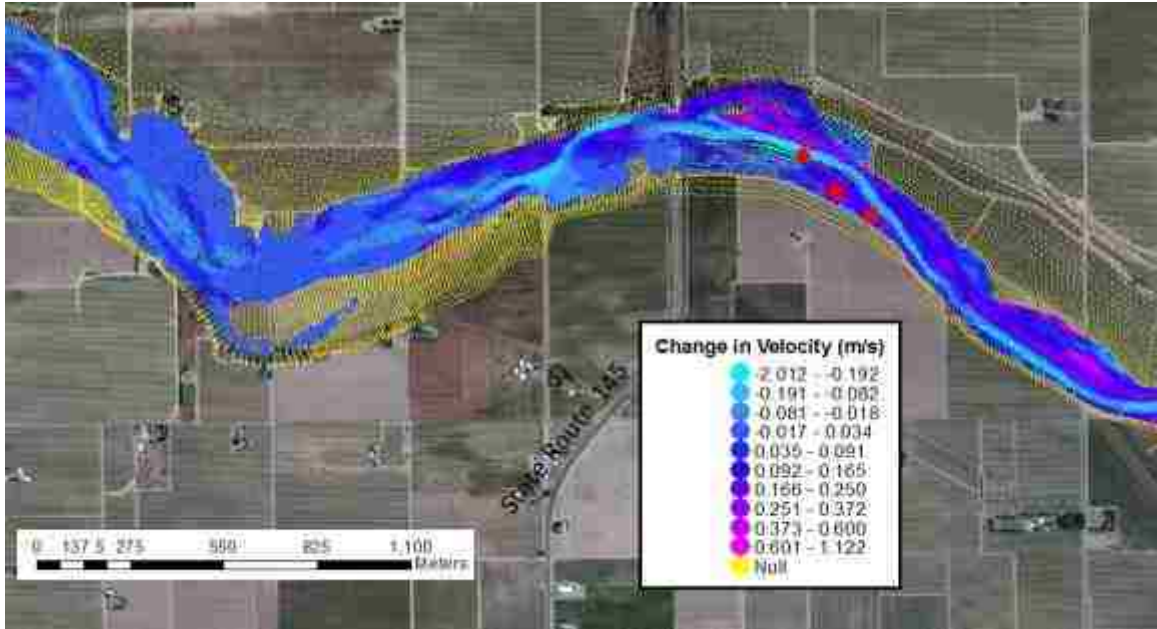 State Route 145
Change in Velocity (m/s)
-2.012 - -0.192
-0.191 - -0.082
-0.081 - -0.018
-0.017 - 0.034
0.035 - 0.091
0.092 - 0.165
0.166 - 0.250
0.251 - 0.372
0.373 - 0.600
0.601 - 1.122
Null
0 137.5 275 550 825 1,100
Meters